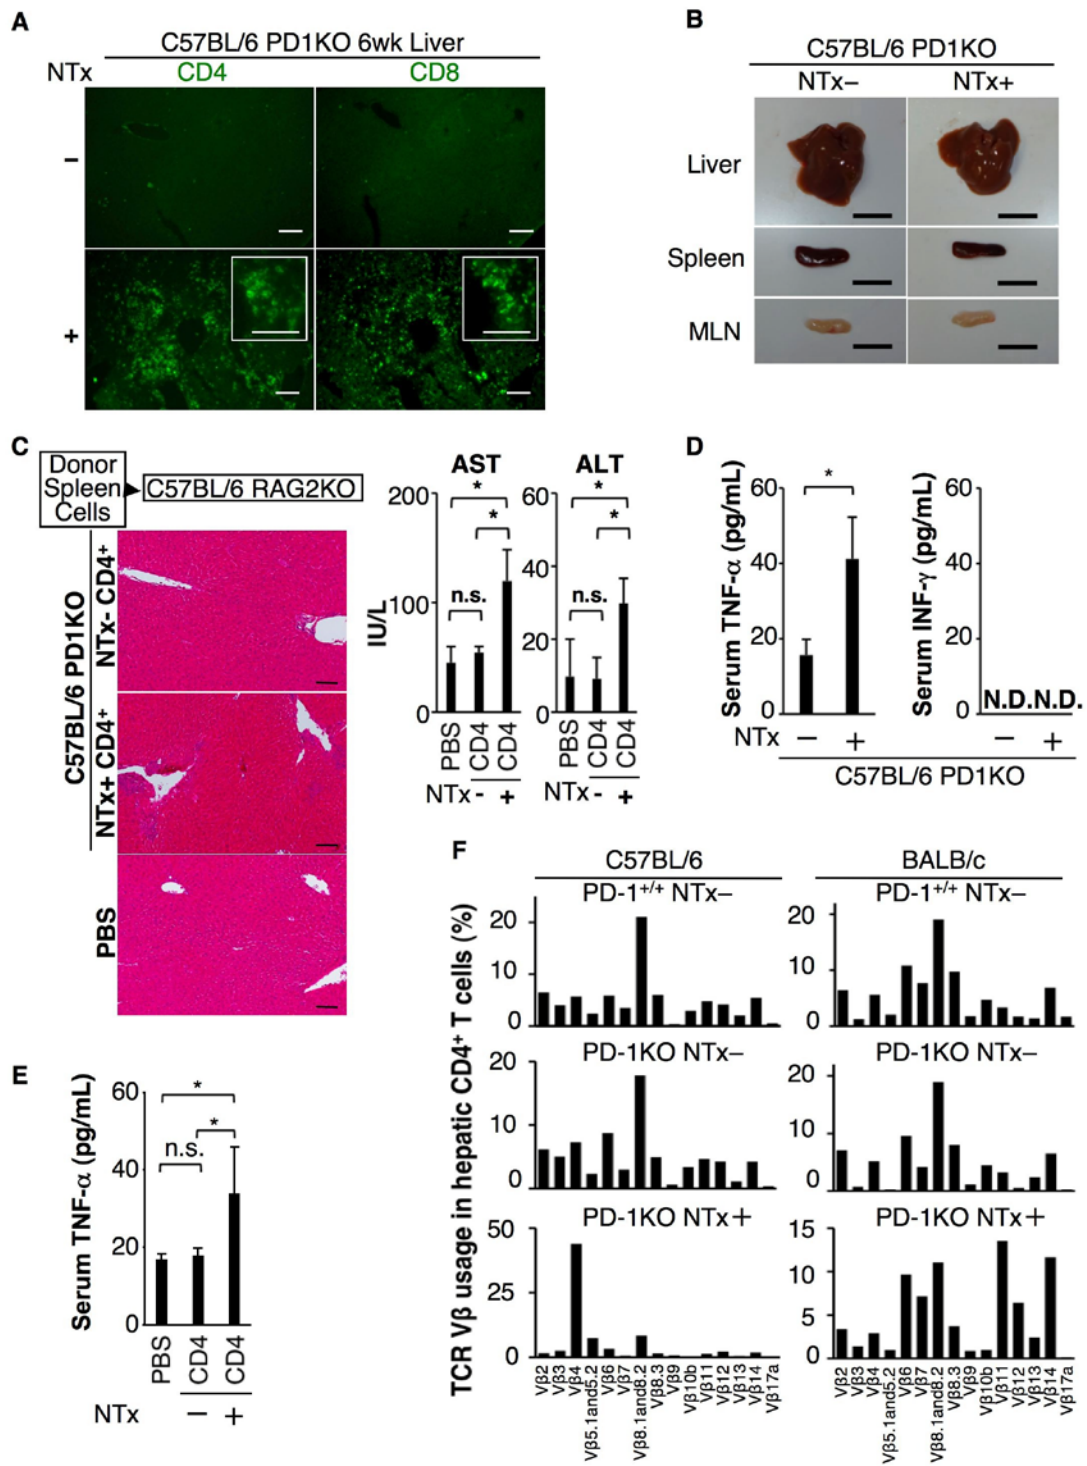 A
C57BL/6 PD1KO 6wk Liver
NTx CD4 CD8
−
+
B
C57BL/6 PD1KO
NTx− NTx+
Liver
Spleen
MLN
C
Donor
Spleen
Cells
C57BL/6 RAG2KO
C57BL/6 PD1KO
NTx- CD4+
NTx+ CD4+
PBS
AST
200
100
0
IU/L
*
*
n.s.
PBS
CD4
CD4
NTx - +
ALT
60
40
20
0
*
*
n.s.
PBS
CD4
CD4
NTx - +
D
Serum TNF-α (pg/mL)
60
40
20
0
*
Serum INF-γ (pg/mL)
60
40
20
0
N.D. N.D.
NTx − + − +
C57BL/6 PD1KO
E
Serum TNF-α (pg/mL)
60
40
20
0
*
*
n.s.
PBS
CD4
CD4
NTx − +
F
TCR Vβ usage in hepatic CD4+ T cells (%)
C57BL/6
PD-1+/+ NTx−
20
10
0
PD-1KO NTx−
20
10
0
PD-1KO NTx+
50
25
0
Vβ2
Vβ3
Vβ4
Vβ5.1and5.2
Vβ6
Vβ7
Vβ8.1and8.2
Vβ8.3
Vβ9
Vβ10b
Vβ11
Vβ12
Vβ13
Vβ14
Vβ17a
BALB/c
PD-1+/+ NTx−
20
10
0
PD-1KO NTx−
20
10
0
PD-1KO NTx+
15
10
5
0
Vβ2
Vβ3
Vβ4
Vβ5.1and5.2
Vβ6
Vβ7
Vβ8.1and8.2
Vβ8.3
Vβ9
Vβ10b
Vβ11
Vβ12
Vβ13
Vβ14
Vβ17a